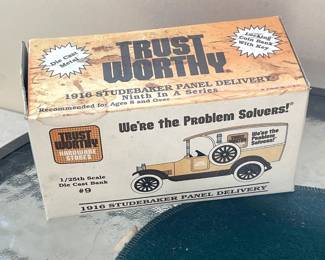 Die Cast
Metal
TRUST
WORTHY
Locking
Coin Bank
With Key
1916 STUDEBAKER PANEL DELIVERY
Ninth In A Series
Recommended for Ages 8 and Over
TRUST
WORTHY
HARDWARE
STORES
1/25th Scale
Die Cast Bank
#9
We're the Problem Solvers!
TRUST
WORTHY
We're the
Problem
Solvers!
1916 STUDEBAKER PANEL DELIVERY